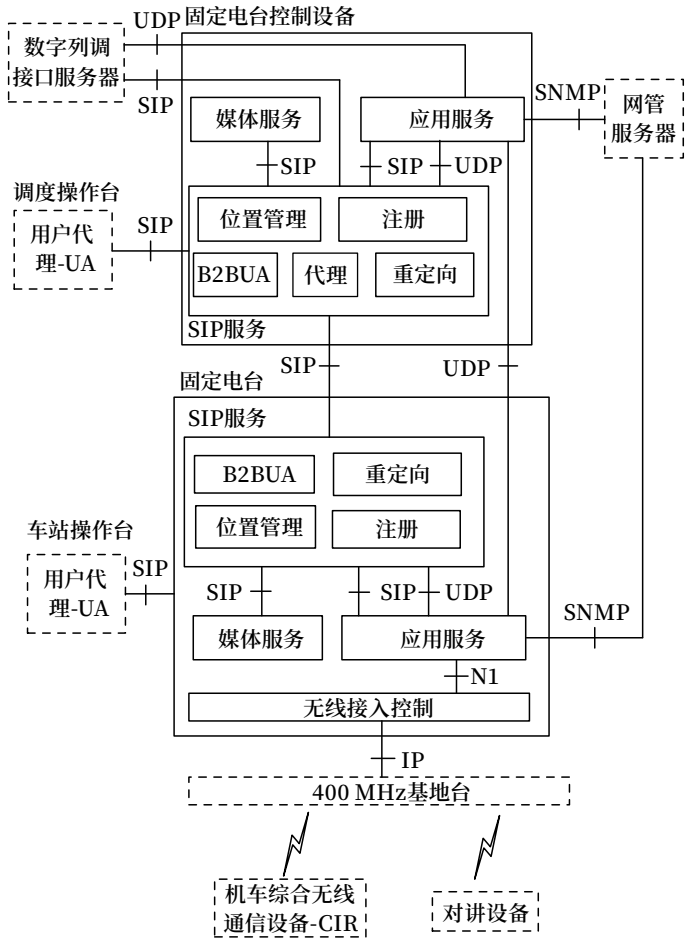 UDP
固定电台控制设备
数字列调
接口服务器
SIP
SNMP
网管
服务器
媒体服务
应用服务
SIP
SIP
UDP
调度操作台
用户代
理-UA
SIP
位置管理
注册
B2BUA
代理
重定向
SIP服务
SIP
UDP
固定电台
SIP服务
B2BUA
重定向
位置管理
注册
车站操作台
用户代
理-UA
SIP
SIP
SIP
UDP
SNMP
媒体服务
应用服务
N1
无线接入控制
IP
400 MHz基地台
机车综合无线
通信设备-CIR
对讲设备